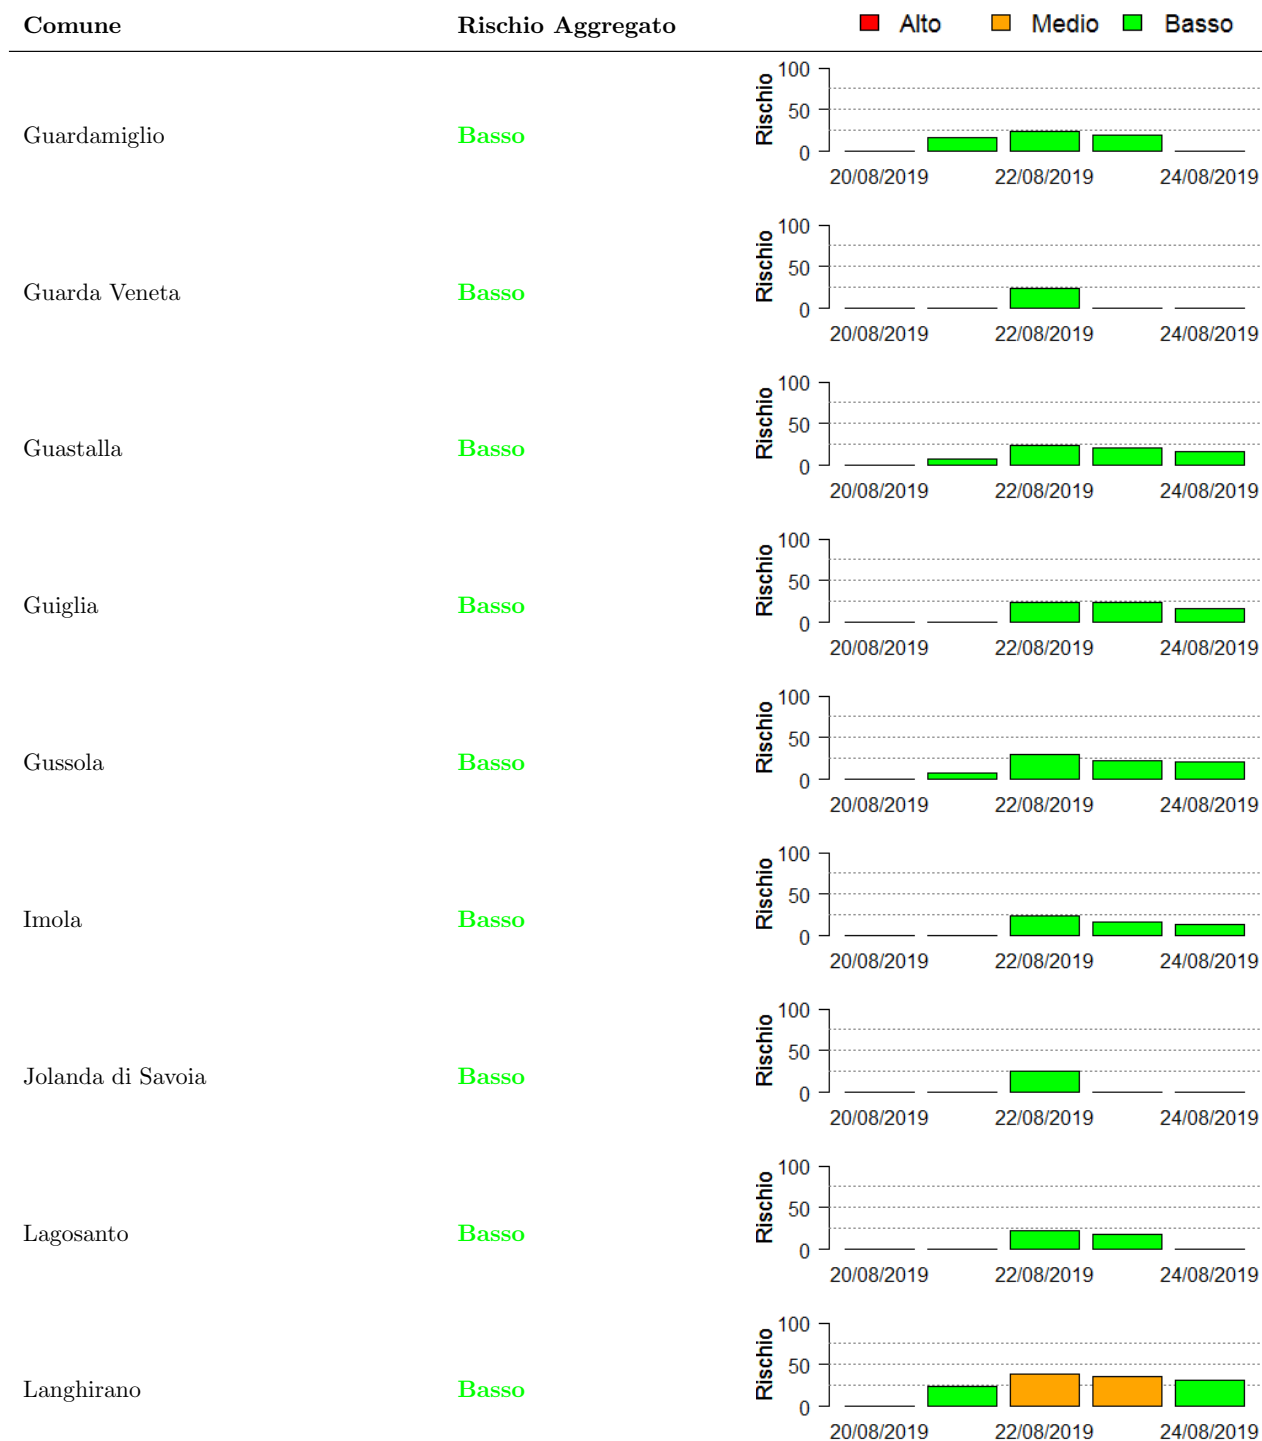 Comune Rischio Aggregato Alto Medio Basso
Guardamiglio Basso
Rischio
100
50
0
20/08/2019 22/08/2019 24/08/2019
Guarda Veneta Basso
Rischio
100
50
0
20/08/2019 22/08/2019 24/08/2019
Guastalla Basso
Rischio
100
50
0
20/08/2019 22/08/2019 24/08/2019
Guiglia Basso
Rischio
100
50
0
20/08/2019 22/08/2019 24/08/2019
Gussola Basso
Rischio
100
50
0
20/08/2019 22/08/2019 24/08/2019
Imola Basso
Rischio
100
50
0
20/08/2019 22/08/2019 24/08/2019
Jolanda di Savoia Basso
Rischio
100
50
0
20/08/2019 22/08/2019 24/08/2019
Lagosanto Basso
Rischio
100
50
0
20/08/2019 22/08/2019 24/08/2019
Langhirano Basso
Rischio
100
50
0
20/08/2019 22/08/2019 24/08/2019